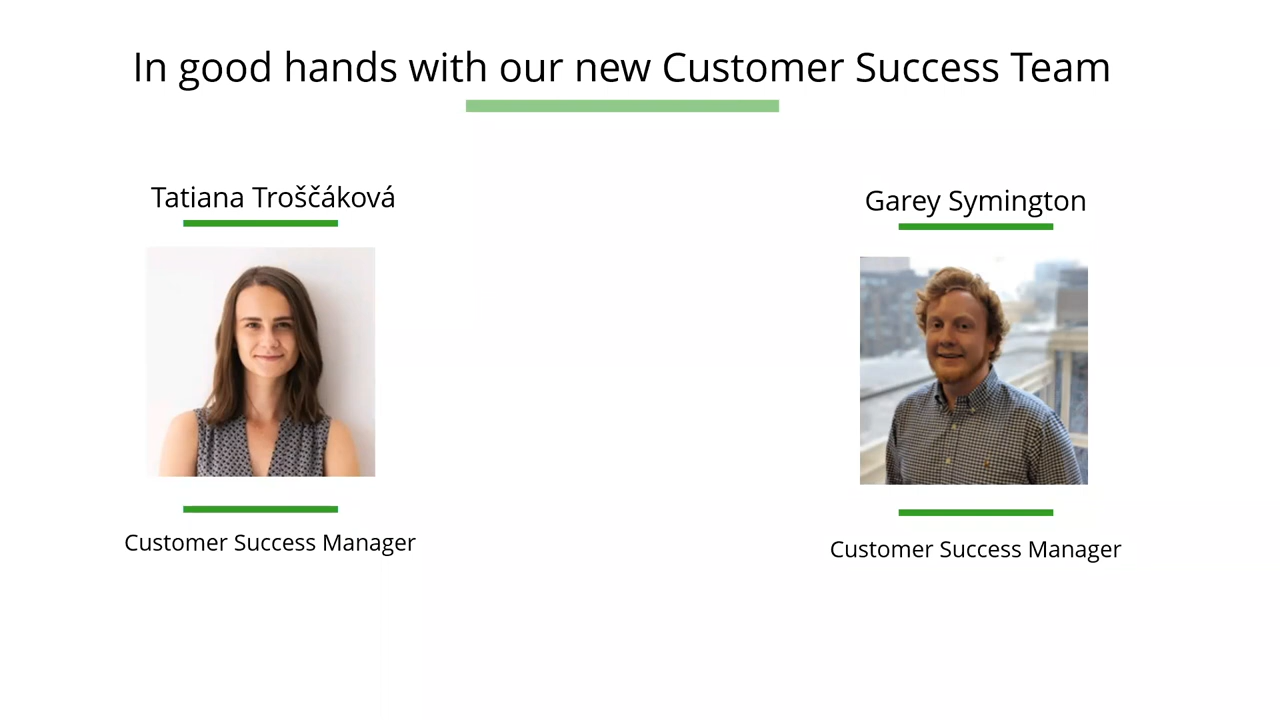 In good hands with our new Customer Success Team
Tatiana Troščáková
Garey Symington
Customer Success Manager
Customer Success Manager